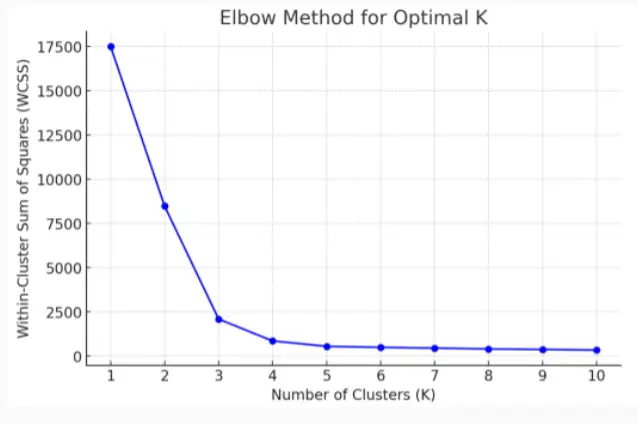 Elbow Method for Optimal K
Within-Cluster Sum of Squares (WCSS)
17500
15000
12500
10000
7500
5000
2500
0
1 2 3 4 5 6 7 8 9 10
Number of Clusters (K)